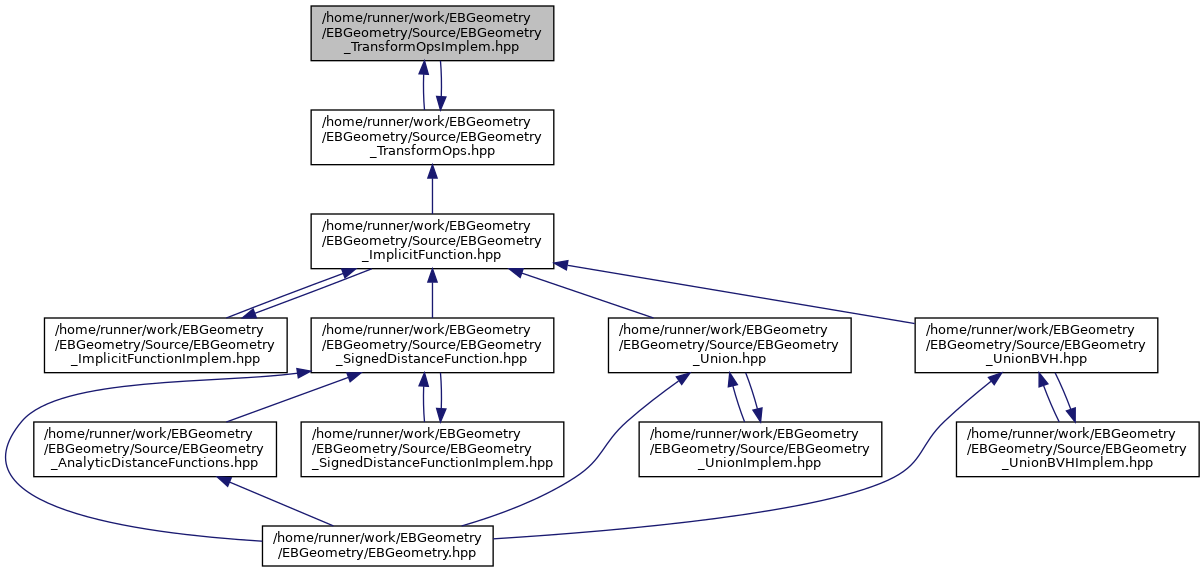 /home/runner/work/EBGeometry
/EBGeometry/Source/EBGeometry
_TransformOpsImplem.hpp
/home/runner/work/EBGeometry
/EBGeometry/Source/EBGeometry
_TransformOps.hpp
/home/runner/work/EBGeometry
/EBGeometry/Source/EBGeometry
_ImplicitFunction.hpp
/home/runner/work/EBGeometry
/EBGeometry/Source/EBGeometry
_ImplicitFunctionImplem.hpp
/home/runner/work/EBGeometry
/EBGeometry/Source/EBGeometry
_SignedDistanceFunction.hpp
/home/runner/work/EBGeometry
/EBGeometry/Source/EBGeometry
_Union.hpp
/home/runner/work/EBGeometry
/EBGeometry/Source/EBGeometry
_UnionBVH.hpp
/home/runner/work/EBGeometry
/EBGeometry/Source/EBGeometry
_AnalyticDistanceFunctions.hpp
/home/runner/work/EBGeometry
/EBGeometry/Source/EBGeometry
_SignedDistanceFunctionImplem.hpp
/home/runner/work/EBGeometry
/EBGeometry/Source/EBGeometry
_UnionImplem.hpp
/home/runner/work/EBGeometry
/EBGeometry/Source/EBGeometry
_UnionBVHImplem.hpp
/home/runner/work/EBGeometry
/EBGeometry/EBGeometry.hpp